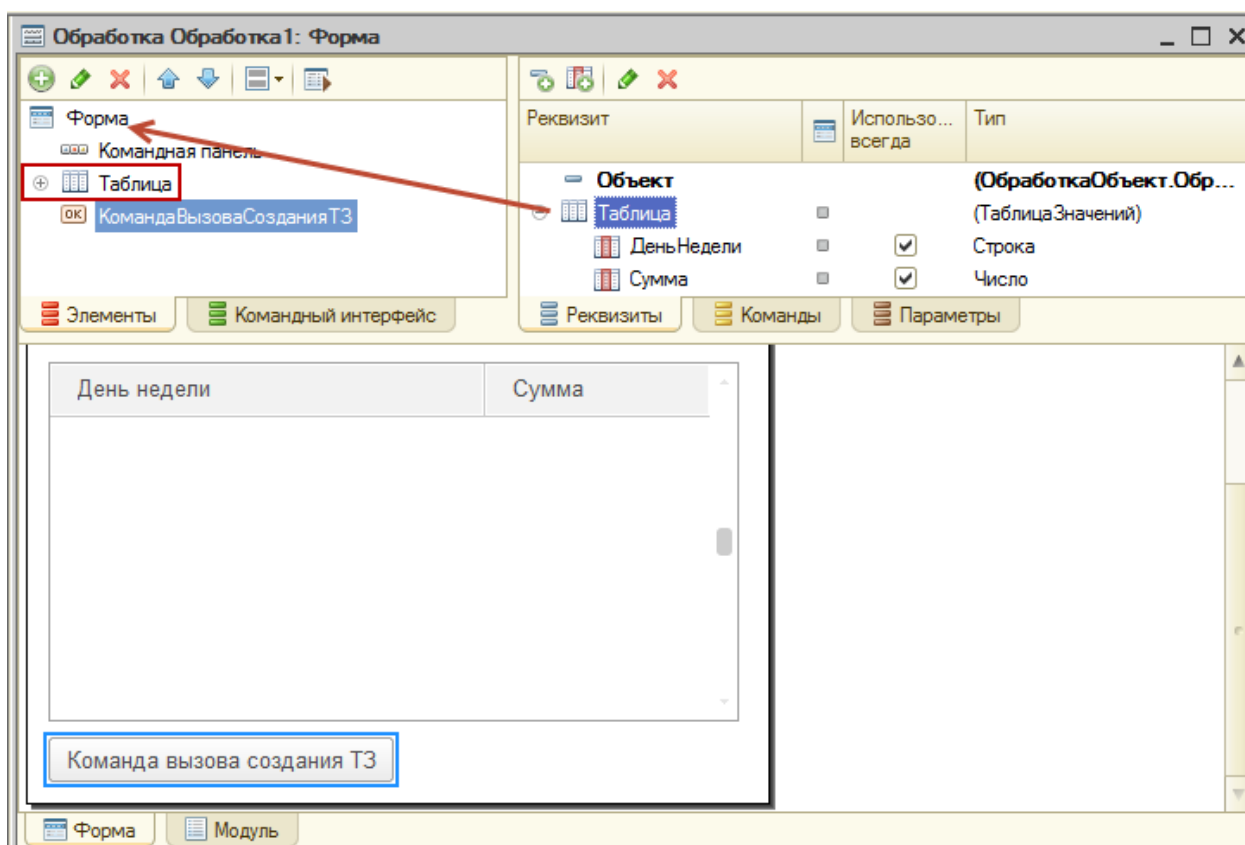 Обработка Обработка1: Форма
Форма
Командная панель
Таблица
OK КомандаВызоваСозданияТЗ
Элементы Командный интерфейс
Реквизит Использо... всегда Тип
Объект (ОбработкаОбъект.Обр...
Таблица (ТаблицаЗначений)
ДеньНедели Строка
Сумма Число
Реквизиты Команды Параметры
День недели Сумма
Команда вызова создания ТЗ
Форма Модуль